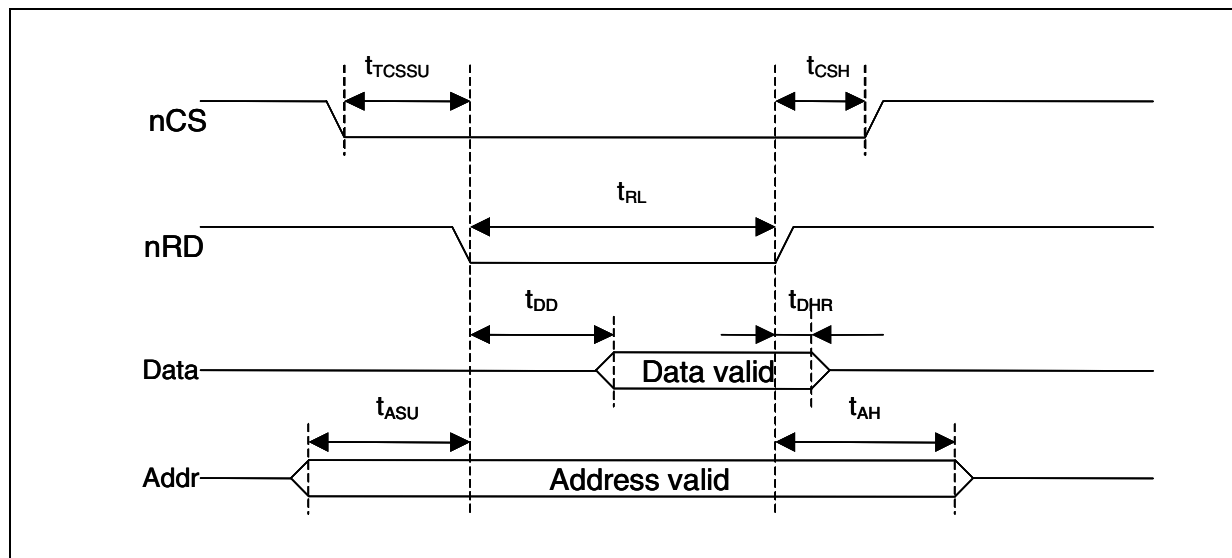 tTCSSU
tCSH
nCS
tRL
nRD
tDD
tDHR
Data
Data valid
tASU
tAH
Addr
Address valid